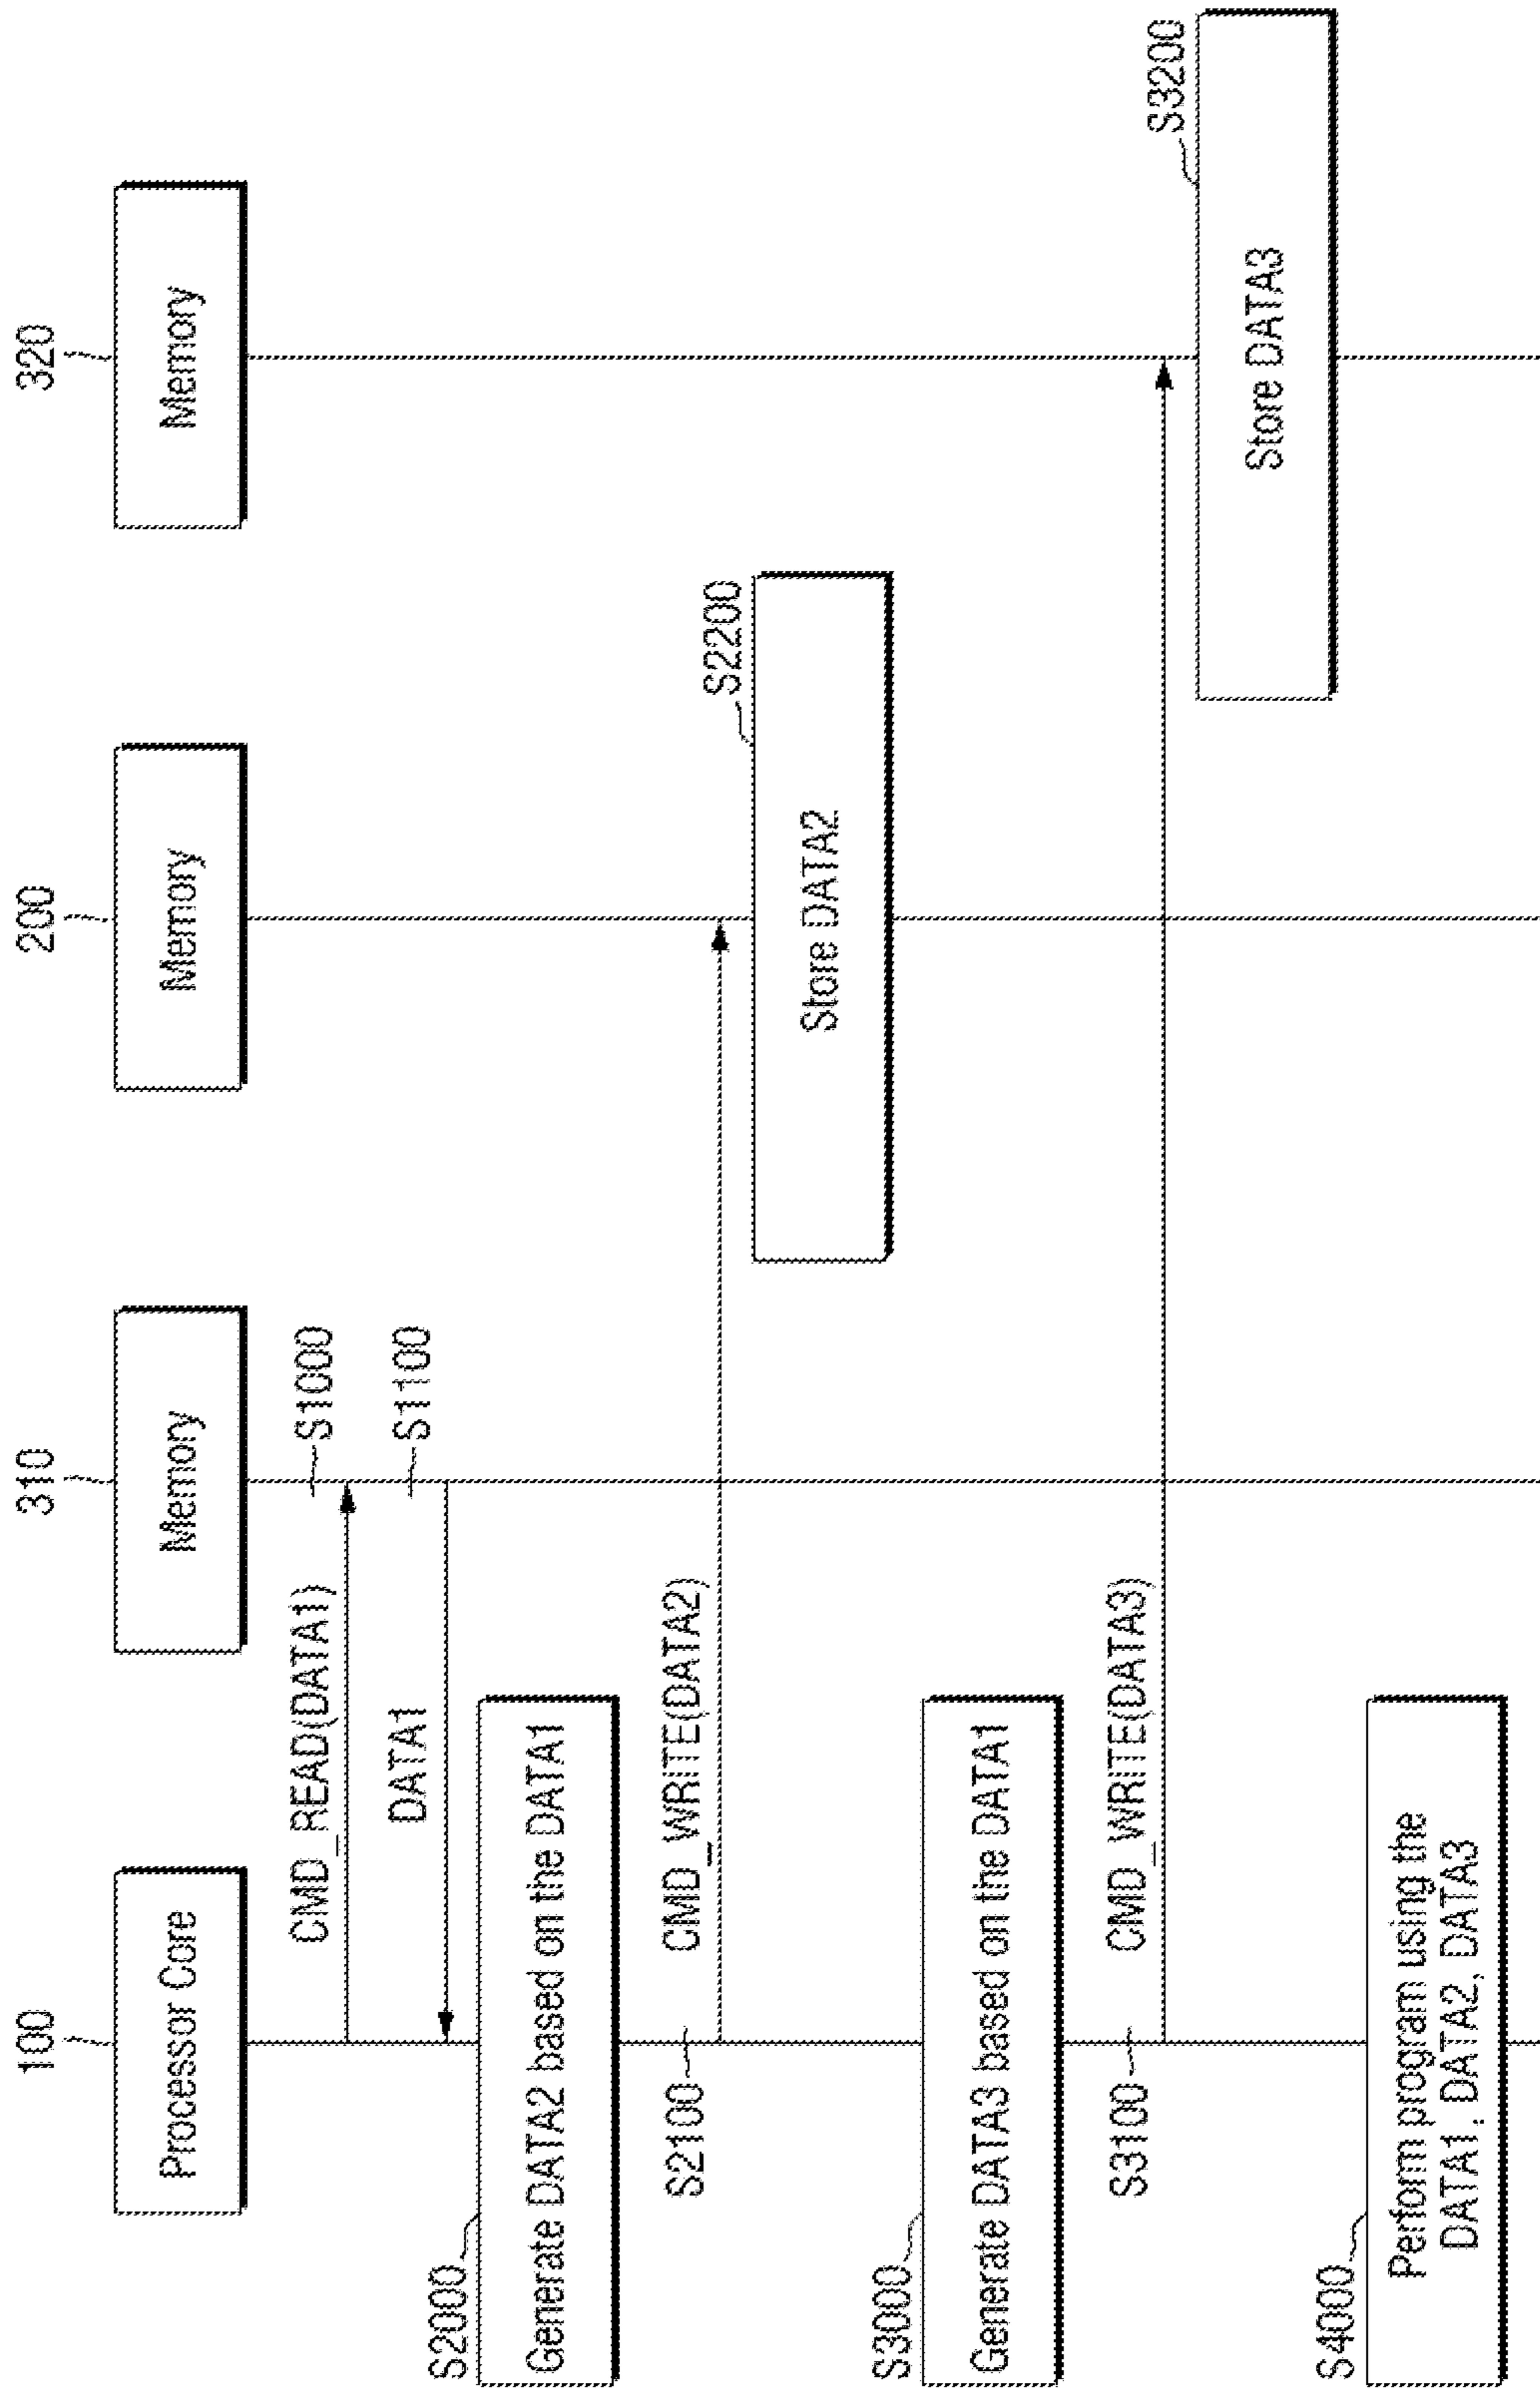 100
310
200
320
Processor Core
Memory
Memory
Memory
CMD_READ(DATA1)
S1000
DATA1
S1100
S2000
Generate DATA2 based on the DATA1
S2100
CMD_WRITE(DATA2)
S2200
Store DATA2
S3000
Generate DATA3 based on the DATA1
S3100
CMD_WRITE(DATA3)
S3200
Store DATA3
S4000
Perform program using the
DATA1, DATA2, DATA3